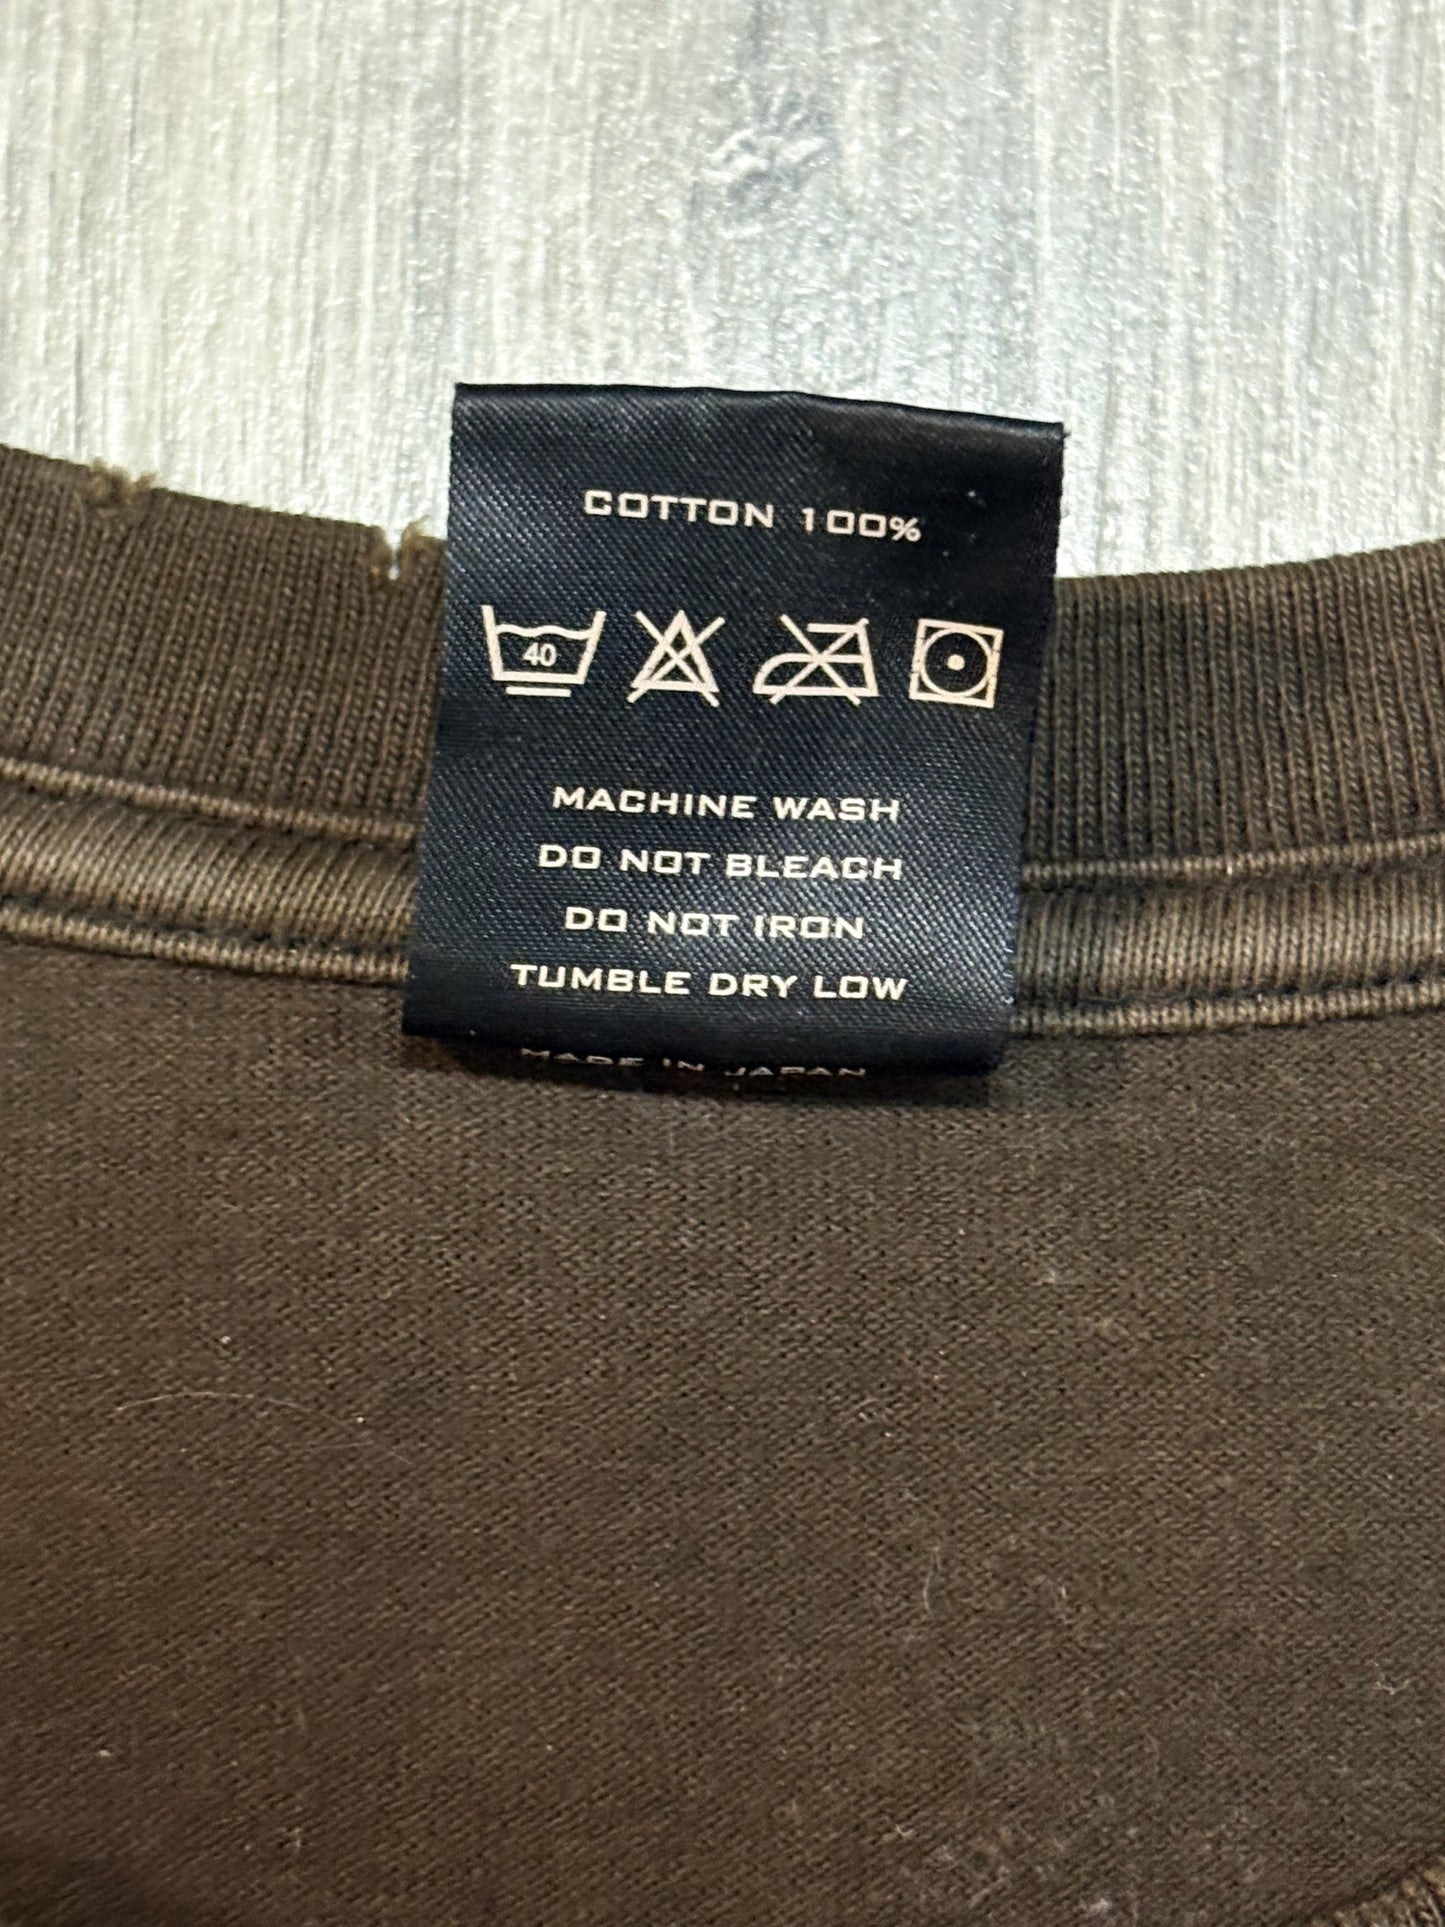 COTTON 100%
40
MACHINE WASH
DO NOT BLEACH
DO NOT IRON
TUMBLE DRY LOW
MADE IN JAPAN